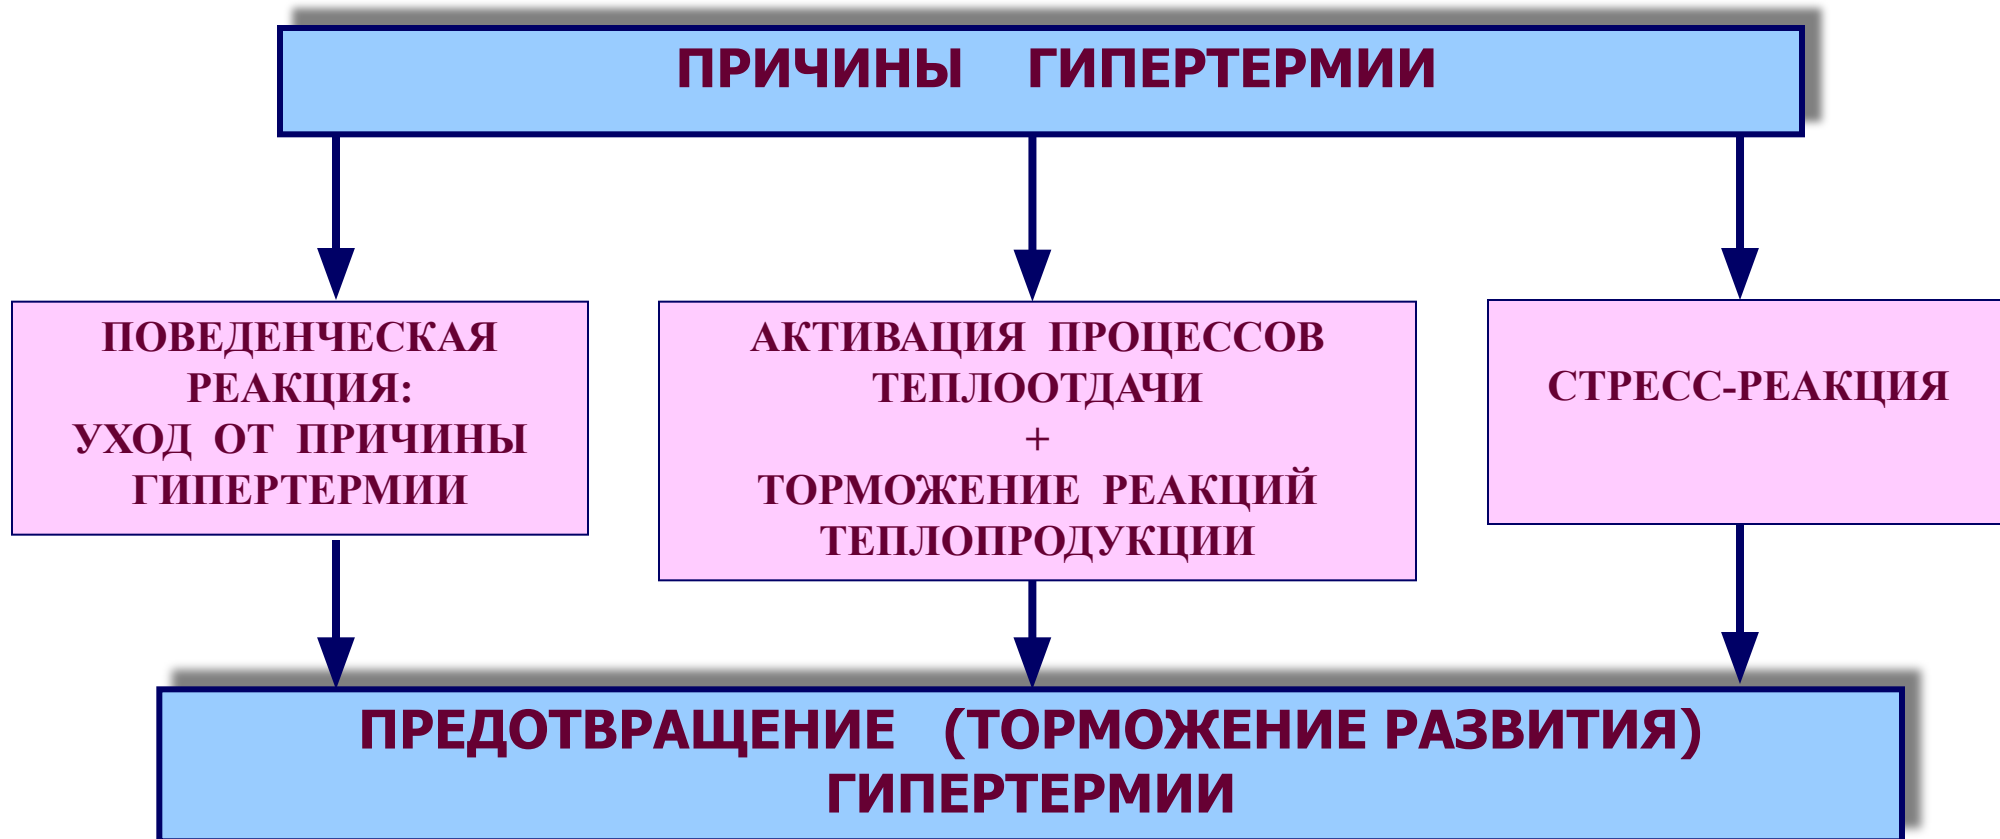 ПРИЧИНЫ ГИПЕРТЕРМИИ
ПОВЕДЕНЧЕСКАЯ
РЕАКЦИЯ:
УХОД ОТ ПРИЧИНЫ
ГИПЕРТЕРМИИ
АКТИВАЦИЯ ПРОЦЕССОВ
ТЕПЛООТДАЧИ
+
ТОРМОЖЕНИЕ РЕАКЦИЙ
ТЕПЛОПРОДУКЦИИ
СТРЕСС-РЕАКЦИЯ
ПРЕДОТВРАЩЕНИЕ (ТОРМОЖЕНИЕ РАЗВИТИЯ)
ГИПЕРТЕРМИИ